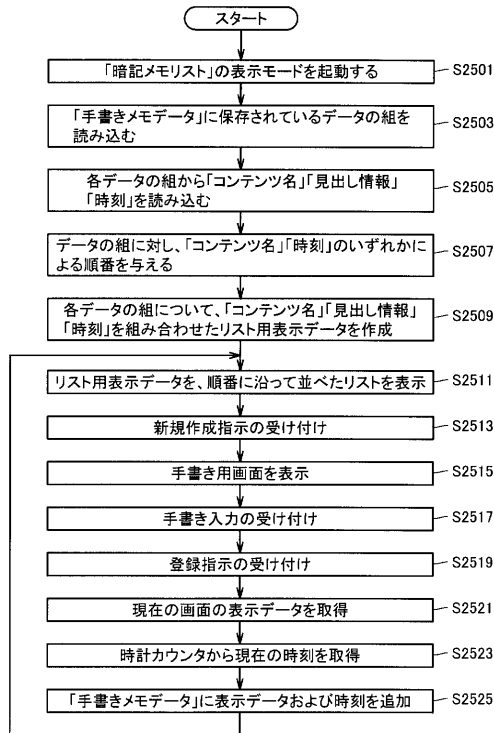 スタート
「暗記メモリスト」の表示モードを起動する
S2501
「手書きメモデータ」に保存されているデータの組を
読み込む
S2503
各データの組から「コンテンツ名」「見出し情報」
「時刻」を読み込む
S2505
データの組に対し、「コンテンツ名」「時刻」のいずれかに
よる順番を与える
S2507
各データの組について、「コンテンツ名」「見出し情報」
「時刻」を組み合わせたリスト用表示データを作成
S2509
リスト用表示データを、順番に沿って並べたリストを表示
S2511
新規作成指示の受け付け
S2513
手書き用画面を表示
S2515
手書き入力の受け付け
S2517
登録指示の受け付け
S2519
現在の画面の表示データを取得
S2521
時計カウンタから現在の時刻を取得
S2523
「手書きメモデータ」に表示データおよび時刻を追加
S2525